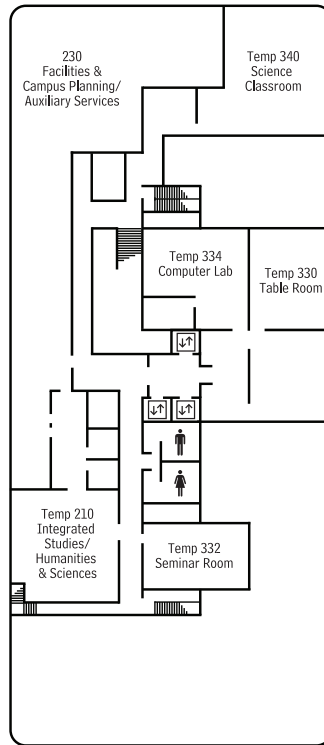 230
Facilities &
Campus Planning/
Auxiliary Services
Temp 340
Science
Classroom
Temp 334
Computer Lab
Temp 330
Table Room
Temp 210
Integrated
Studies/
Humanities
& Sciences
Temp 332
Seminar Room